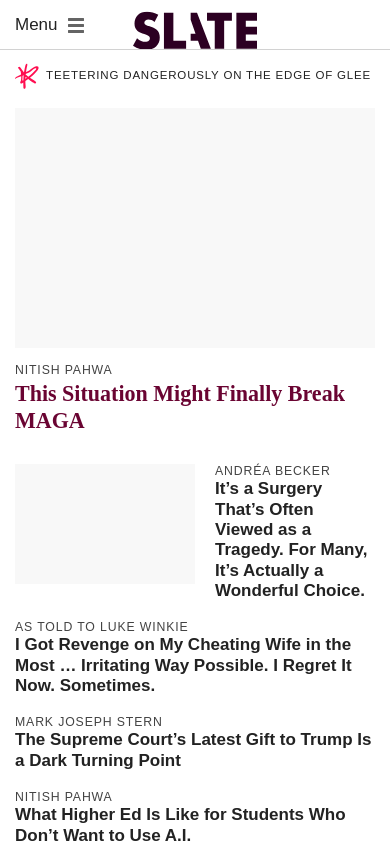 Menu
SLATE
TEETERING DANGEROUSLY ON THE EDGE OF GLEE
NITISH PAHWA
This Situation Might Finally Break
MAGA
ANDRÉA BECKER
It’s a Surgery
That’s Often
Viewed as a
Tragedy. For Many,
It’s Actually a
Wonderful Choice.
AS TOLD TO LUKE WINKIE
I Got Revenge on My Cheating Wife in the
Most … Irritating Way Possible. I Regret It
Now. Sometimes.
MARK JOSEPH STERN
The Supreme Court’s Latest Gift to Trump Is
a Dark Turning Point
NITISH PAHWA
What Higher Ed Is Like for Students Who
Don’t Want to Use A.I.